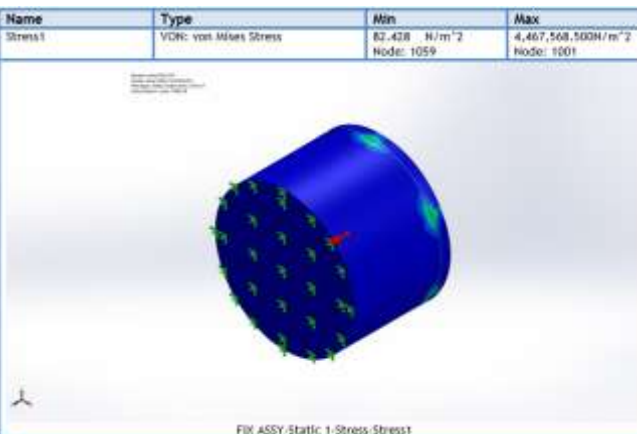 Name Type Min Max
Stress1 VON: von Mises Stress 82.428 N/m^2 4,467,568.500N/m^2
Node: 1059 Node: 1001
FIX ASSY-Static 1-Stress-Stress1